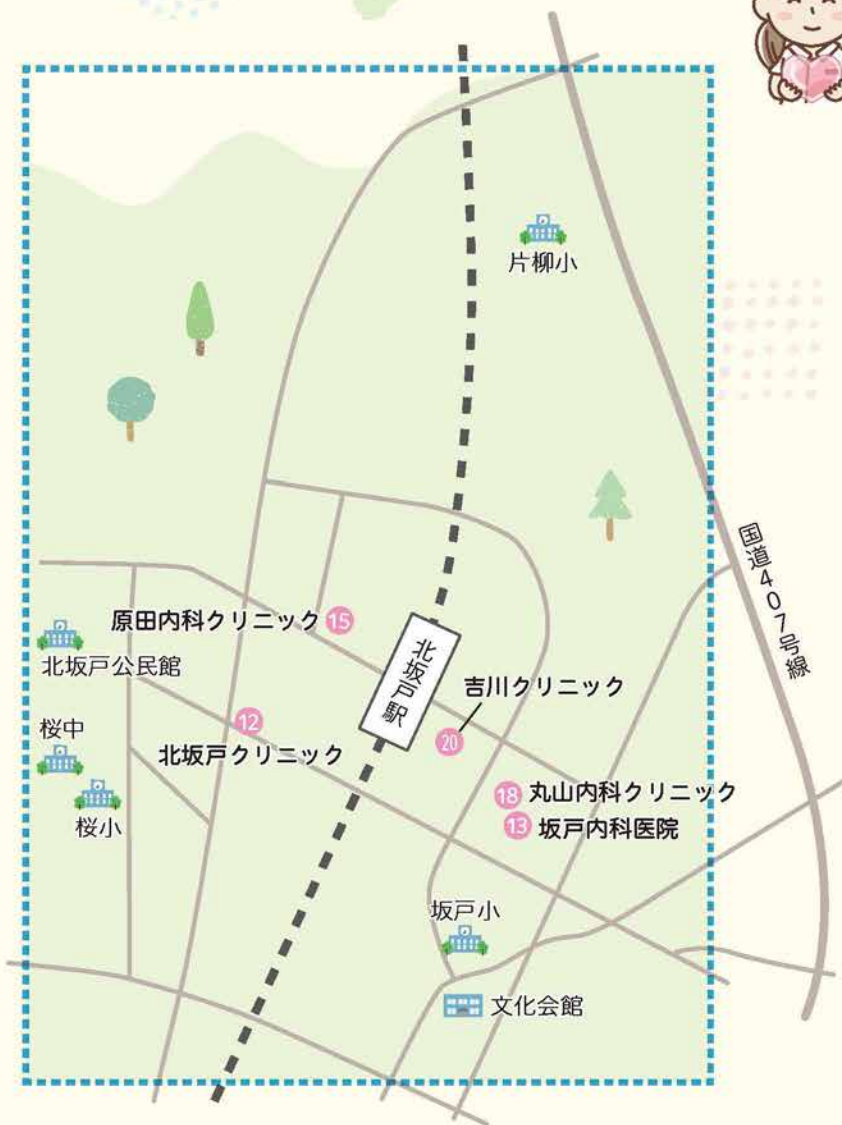 片柳小
国道407号線
原田内科クリニック 15
北坂戸公民館
北坂戸駅
吉川クリニック
20
桜中
12
北坂戸クリニック
桜小
18 丸山内科クリニック
13 坂戸内科医院
坂戸小
文化会館